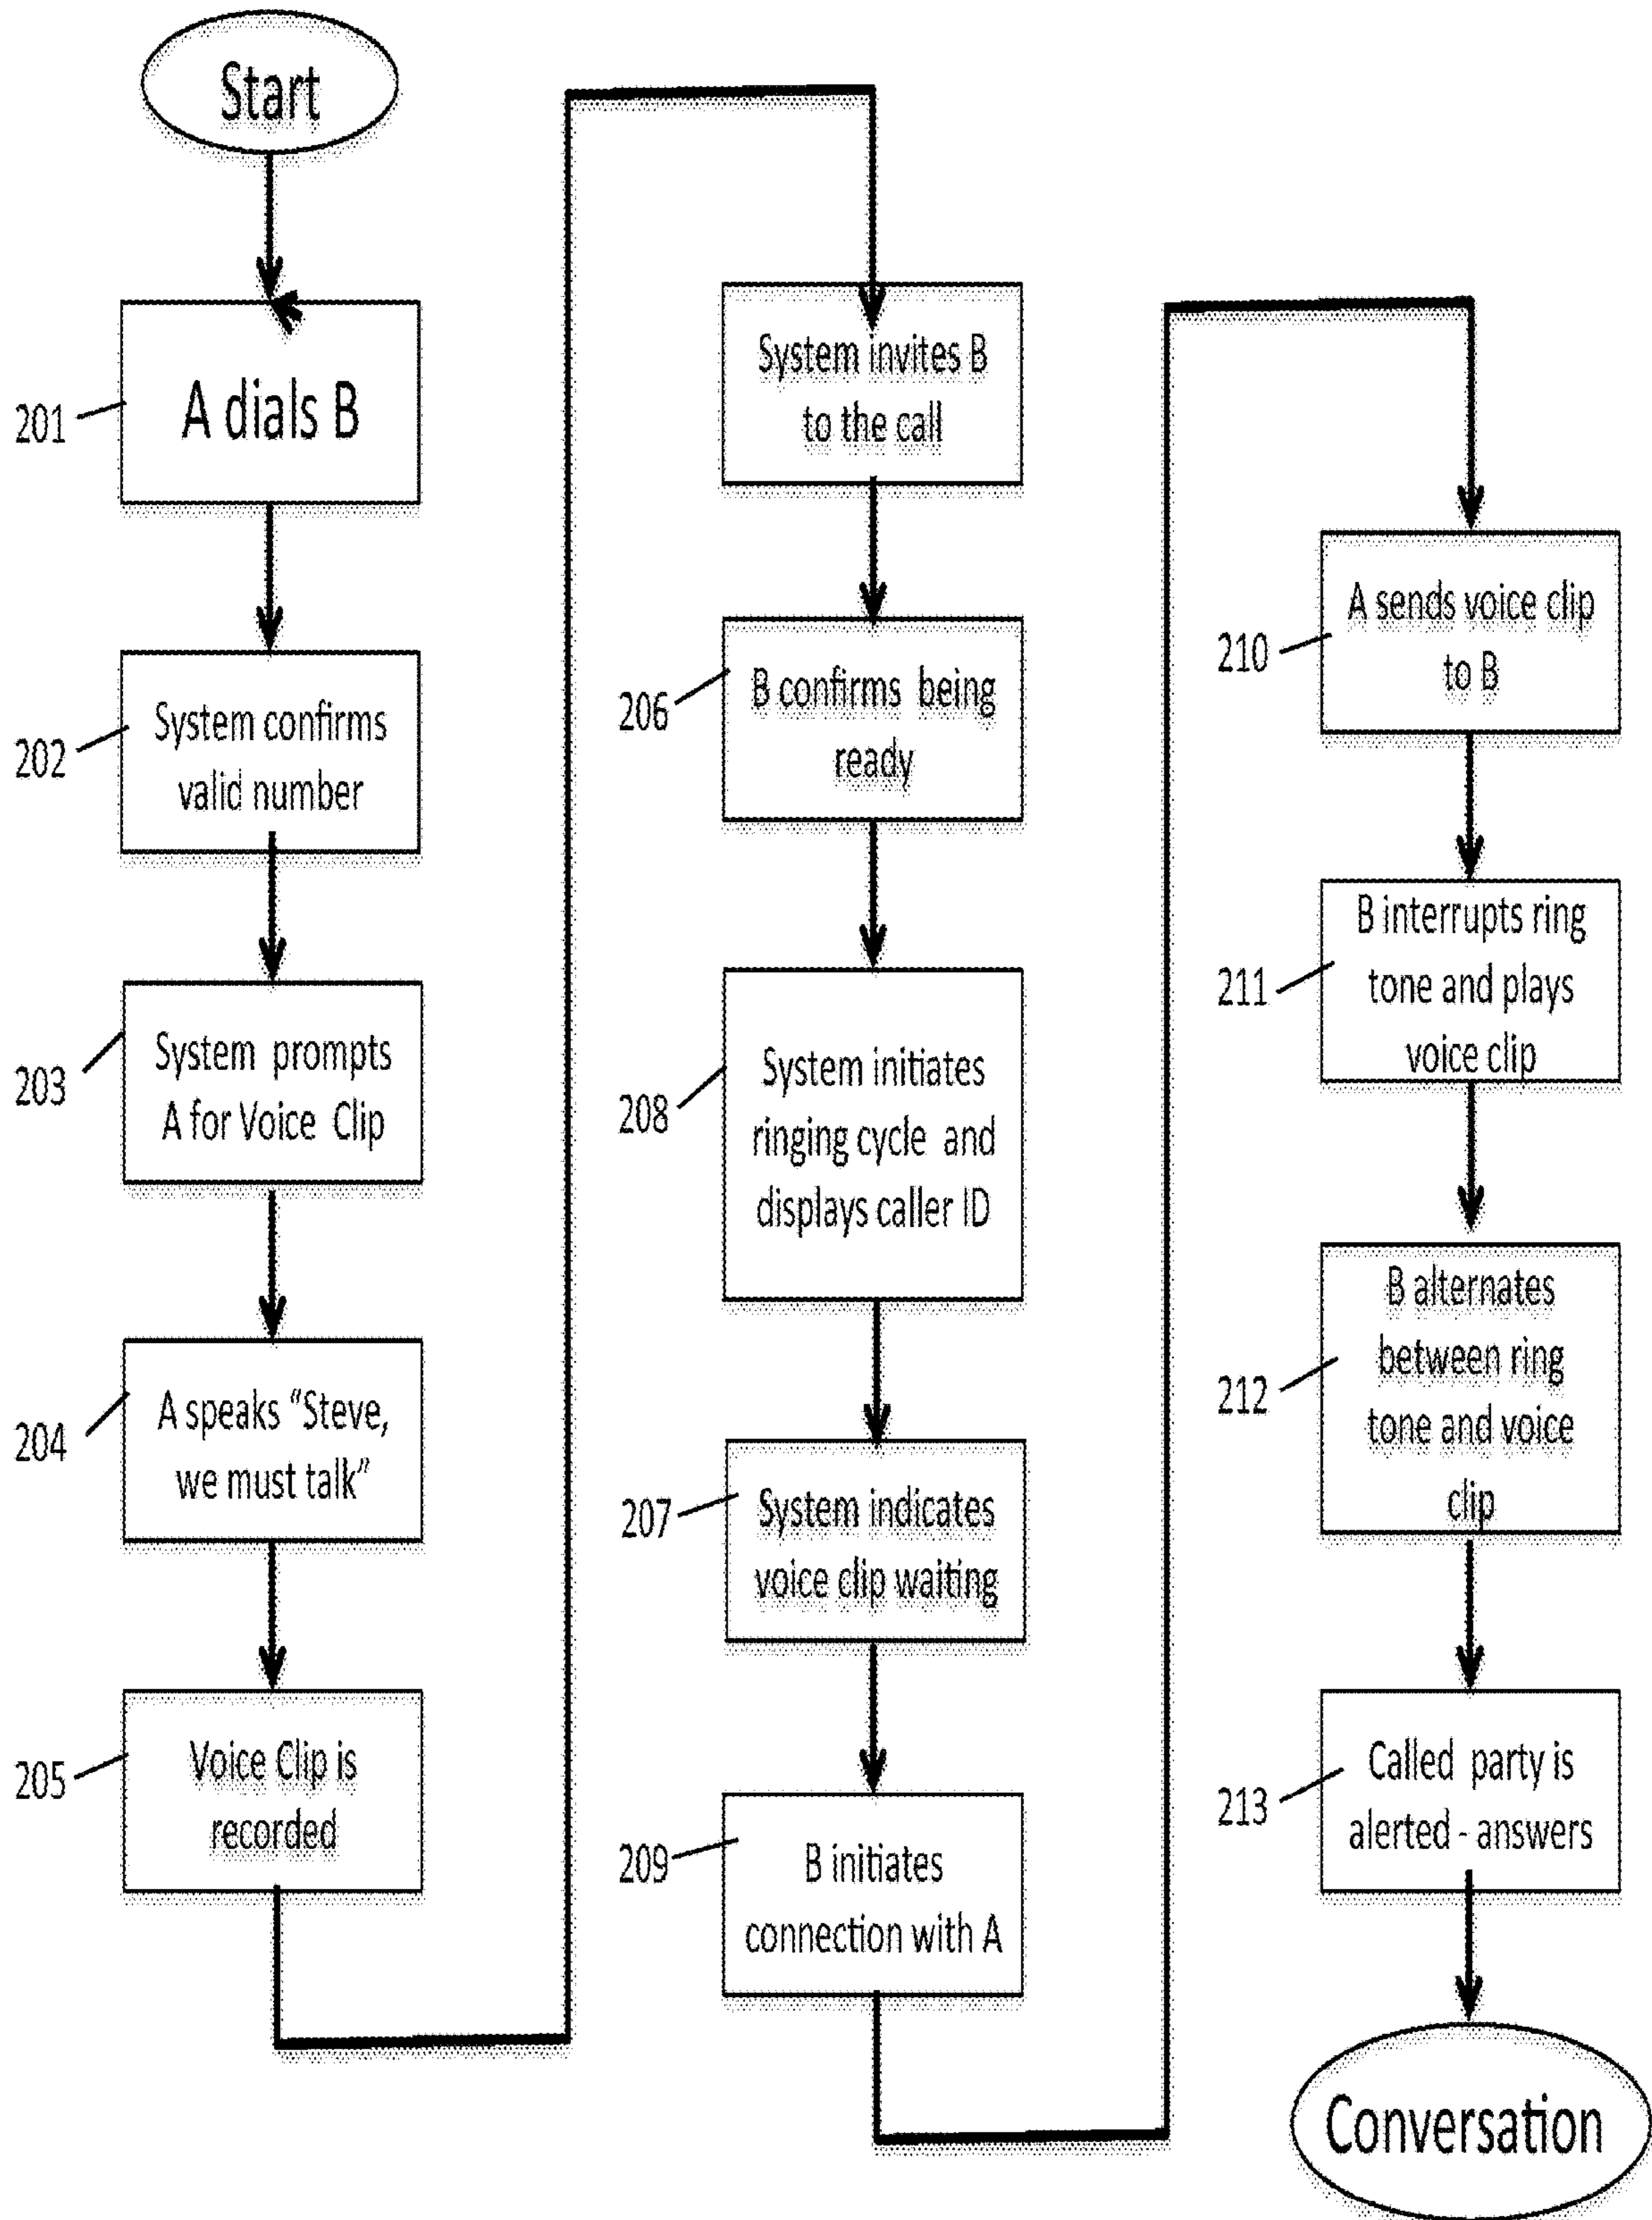 Start
201
A dials B
202
System confirms
valid number
203
System prompts
A for Voice Clip
204
A speaks “Steve,
we must talk”
205
Voice Clip is
recorded
System invites B
to the call
206
B confirms being
ready
208
System initiates
ringing cycle and
displays caller ID
207
System indicates
voice clip waiting
209
B initiates
connection with A
210
A sends voice clip
to B
211
B interrupts ring
tone and plays
voice clip
212
B alternates
between ring
tone and voice
clip
213
Called party is
alerted - answers
Conversation